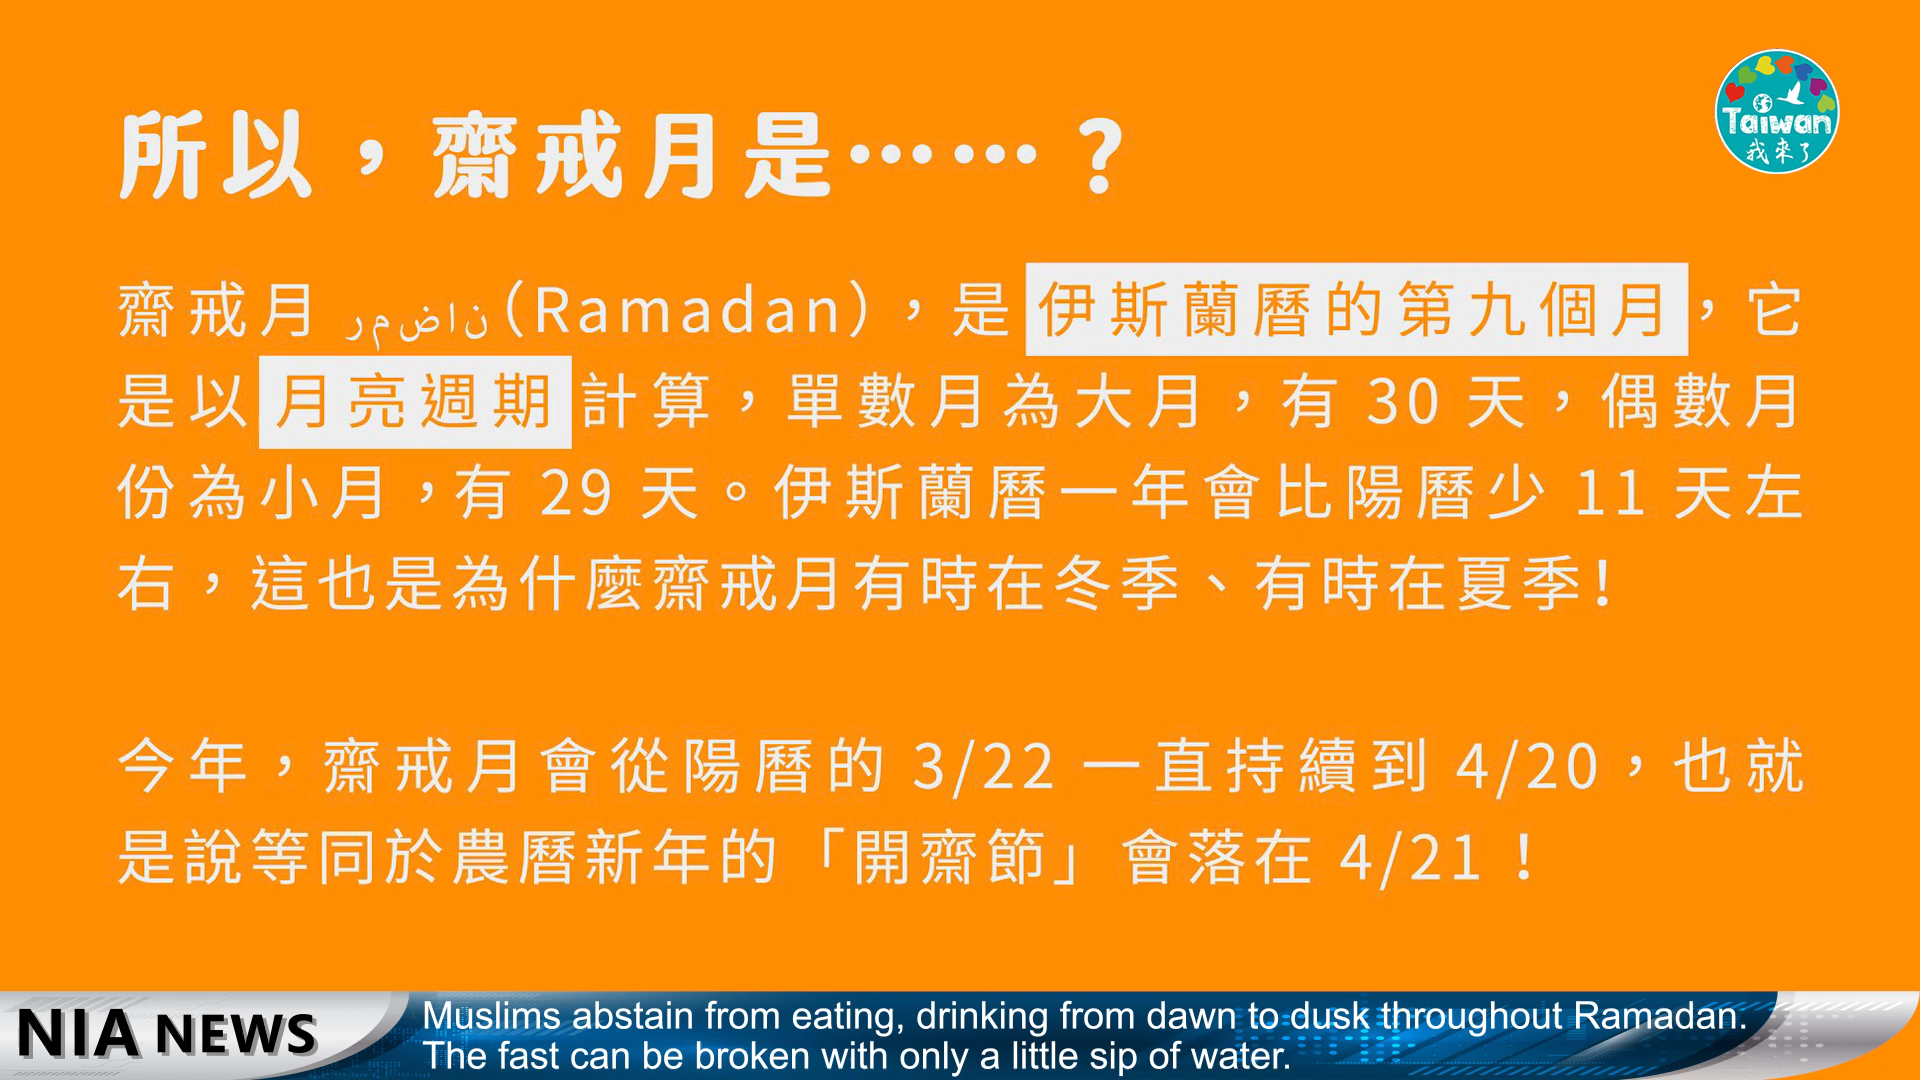 Taiwan
我來了
所以，齋戒月是……？
齋戒月 رمضان（Ramadan），是伊斯蘭曆的第九個月，它
是以月亮週期計算，單數月為大月，有 30 天，偶數月
份為小月，有 29 天。伊斯蘭曆一年會比陽曆少 11 天左
右，這也是為什麼齋戒月有時在冬季、有時在夏季！
今年，齋戒月會從陽曆的 3/22 一直持續到 4/20，也就
是說等同於農曆新年的「開齋節」會落在 4/21！
NIA NEWS
Muslims abstain from eating, drinking from dawn to dusk throughout Ramadan.
The fast can be broken with only a little sip of water.